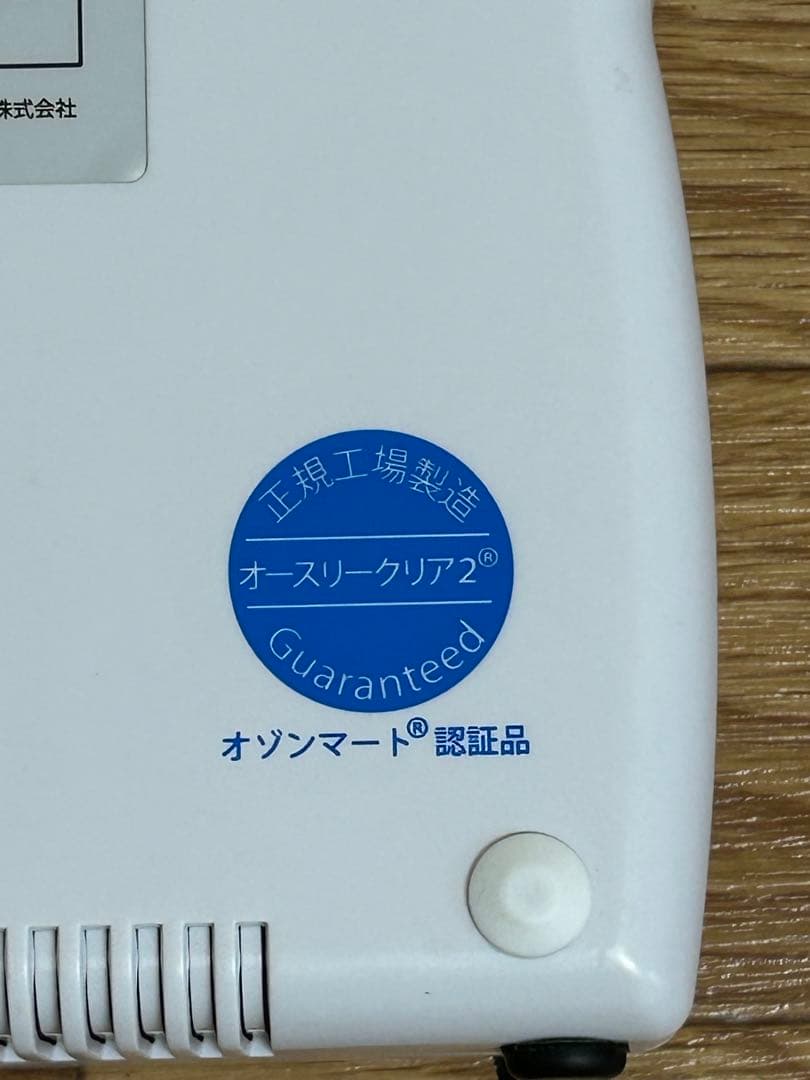 株式会社
正規工場製造
オースリークリア2®
Guaranteed
オゾンマート® 認証品